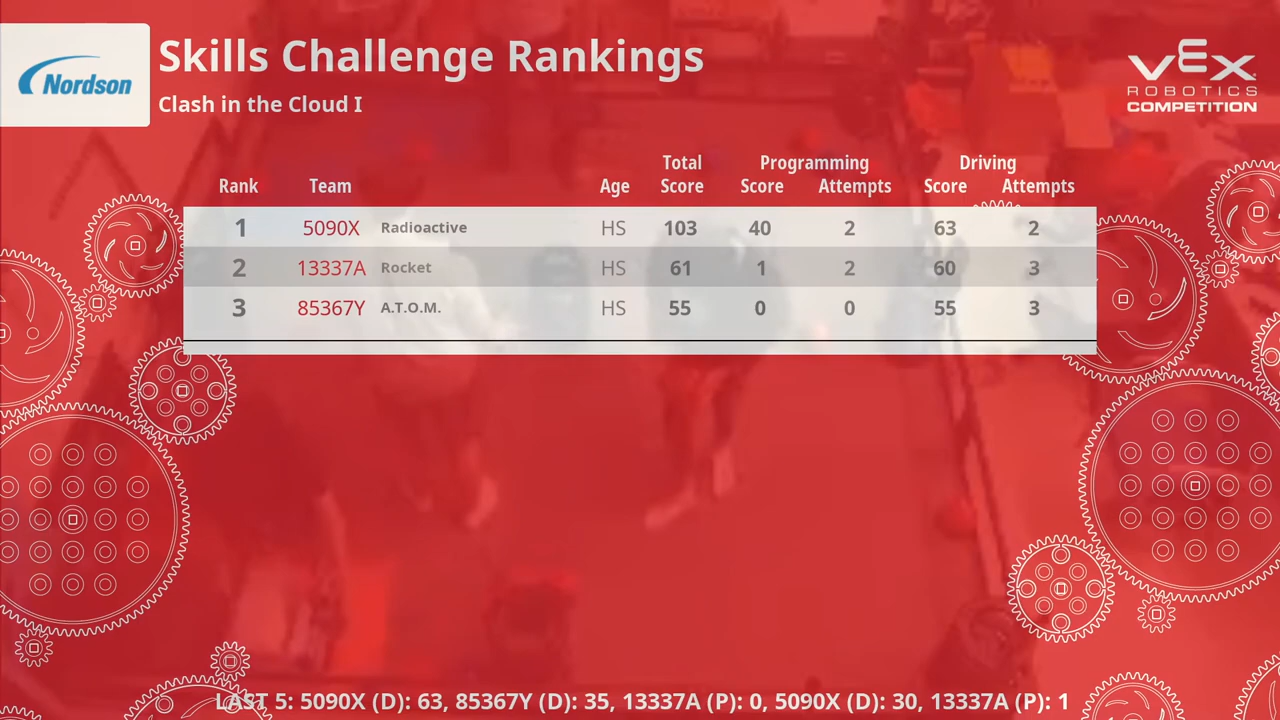 Nordson
Skills Challenge Rankings
Clash in the Cloud I
VEX
ROBOTICS
COMPETITION
Total Programming Driving
Rank Team Age Score Score Attempts Score Attempts
1 5090X Radioactive HS 103 40 2 63 2
2 13337A Rocket HS 61 1 2 60 3
3 85367Y A.T.O.M. HS 55 0 0 55 3
LAST 5: 5090X (D): 63, 85367Y (D): 35, 13337A (P): 0, 5090X (D): 30, 13337A (P): 1